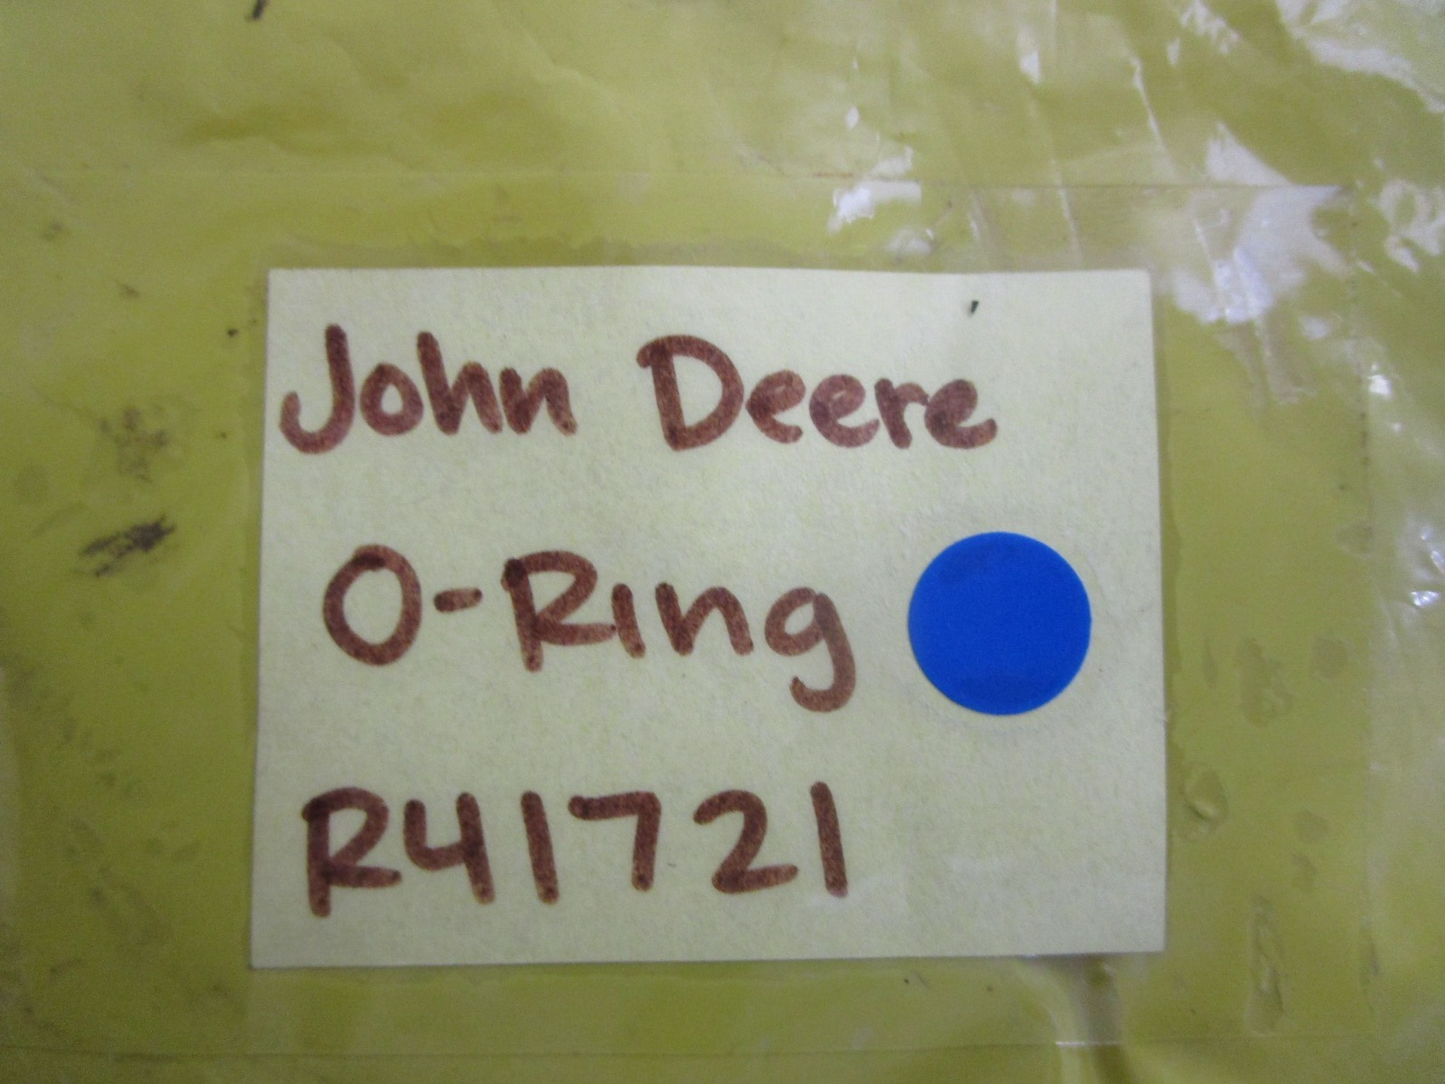 John Deere
O-Ring
R41721